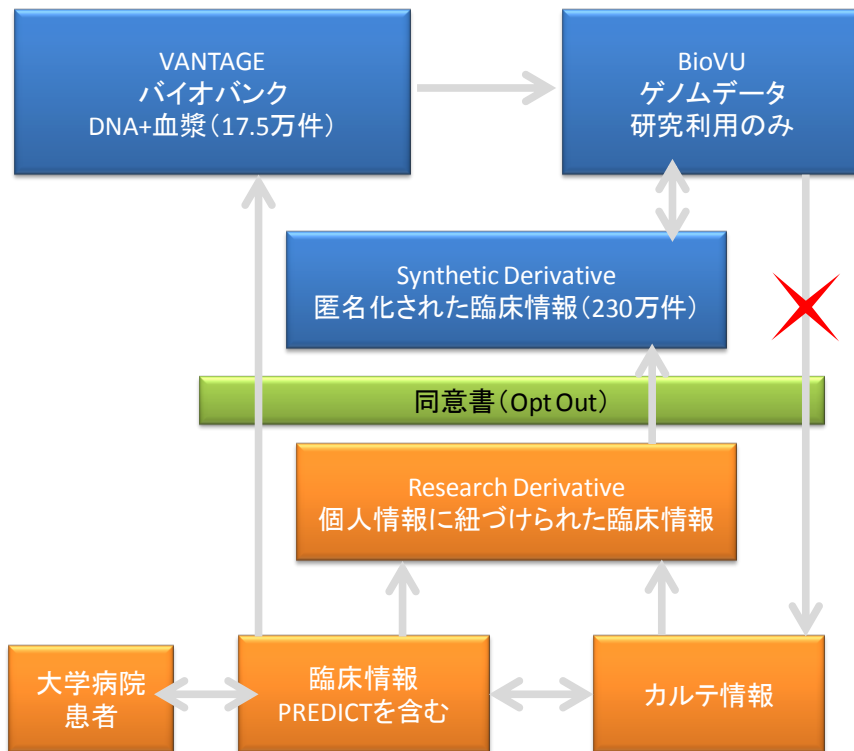 VANTAGE
バイオバンク
DNA+血漿（17.5万件）
BioVU
ゲノムデータ
研究利用のみ
Synthetic Derivative
匿名化された臨床情報（230万件）
同意書（Opt Out）
Research Derivative
個人情報に紐づけられた臨床情報
大学病院
患者
臨床情報
PREDICTを含む
カルテ情報